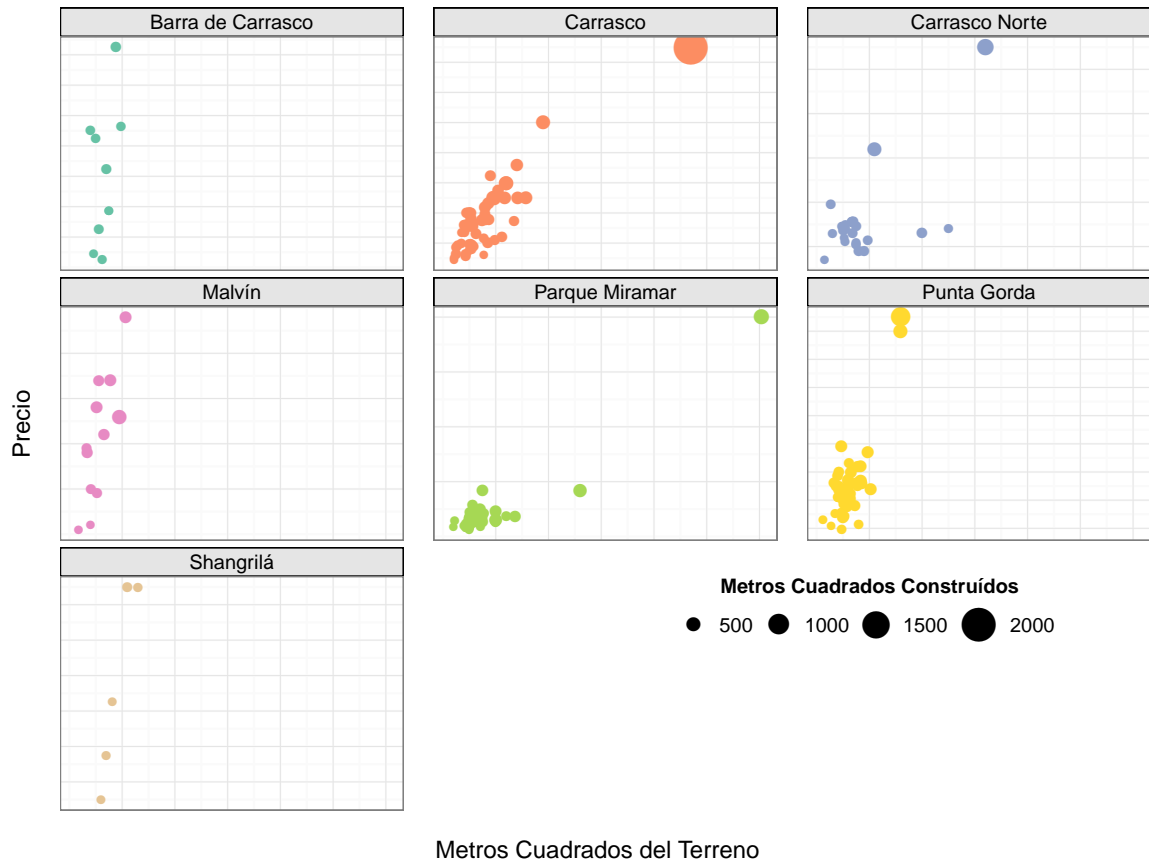 Barra de Carrasco
Carrasco
Carrasco Norte
Malvín
Parque Miramar
Punta Gorda
Shangrilá
Precio
Metros Cuadrados Construídos
500 1000 1500 2000
Metros Cuadrados del Terreno